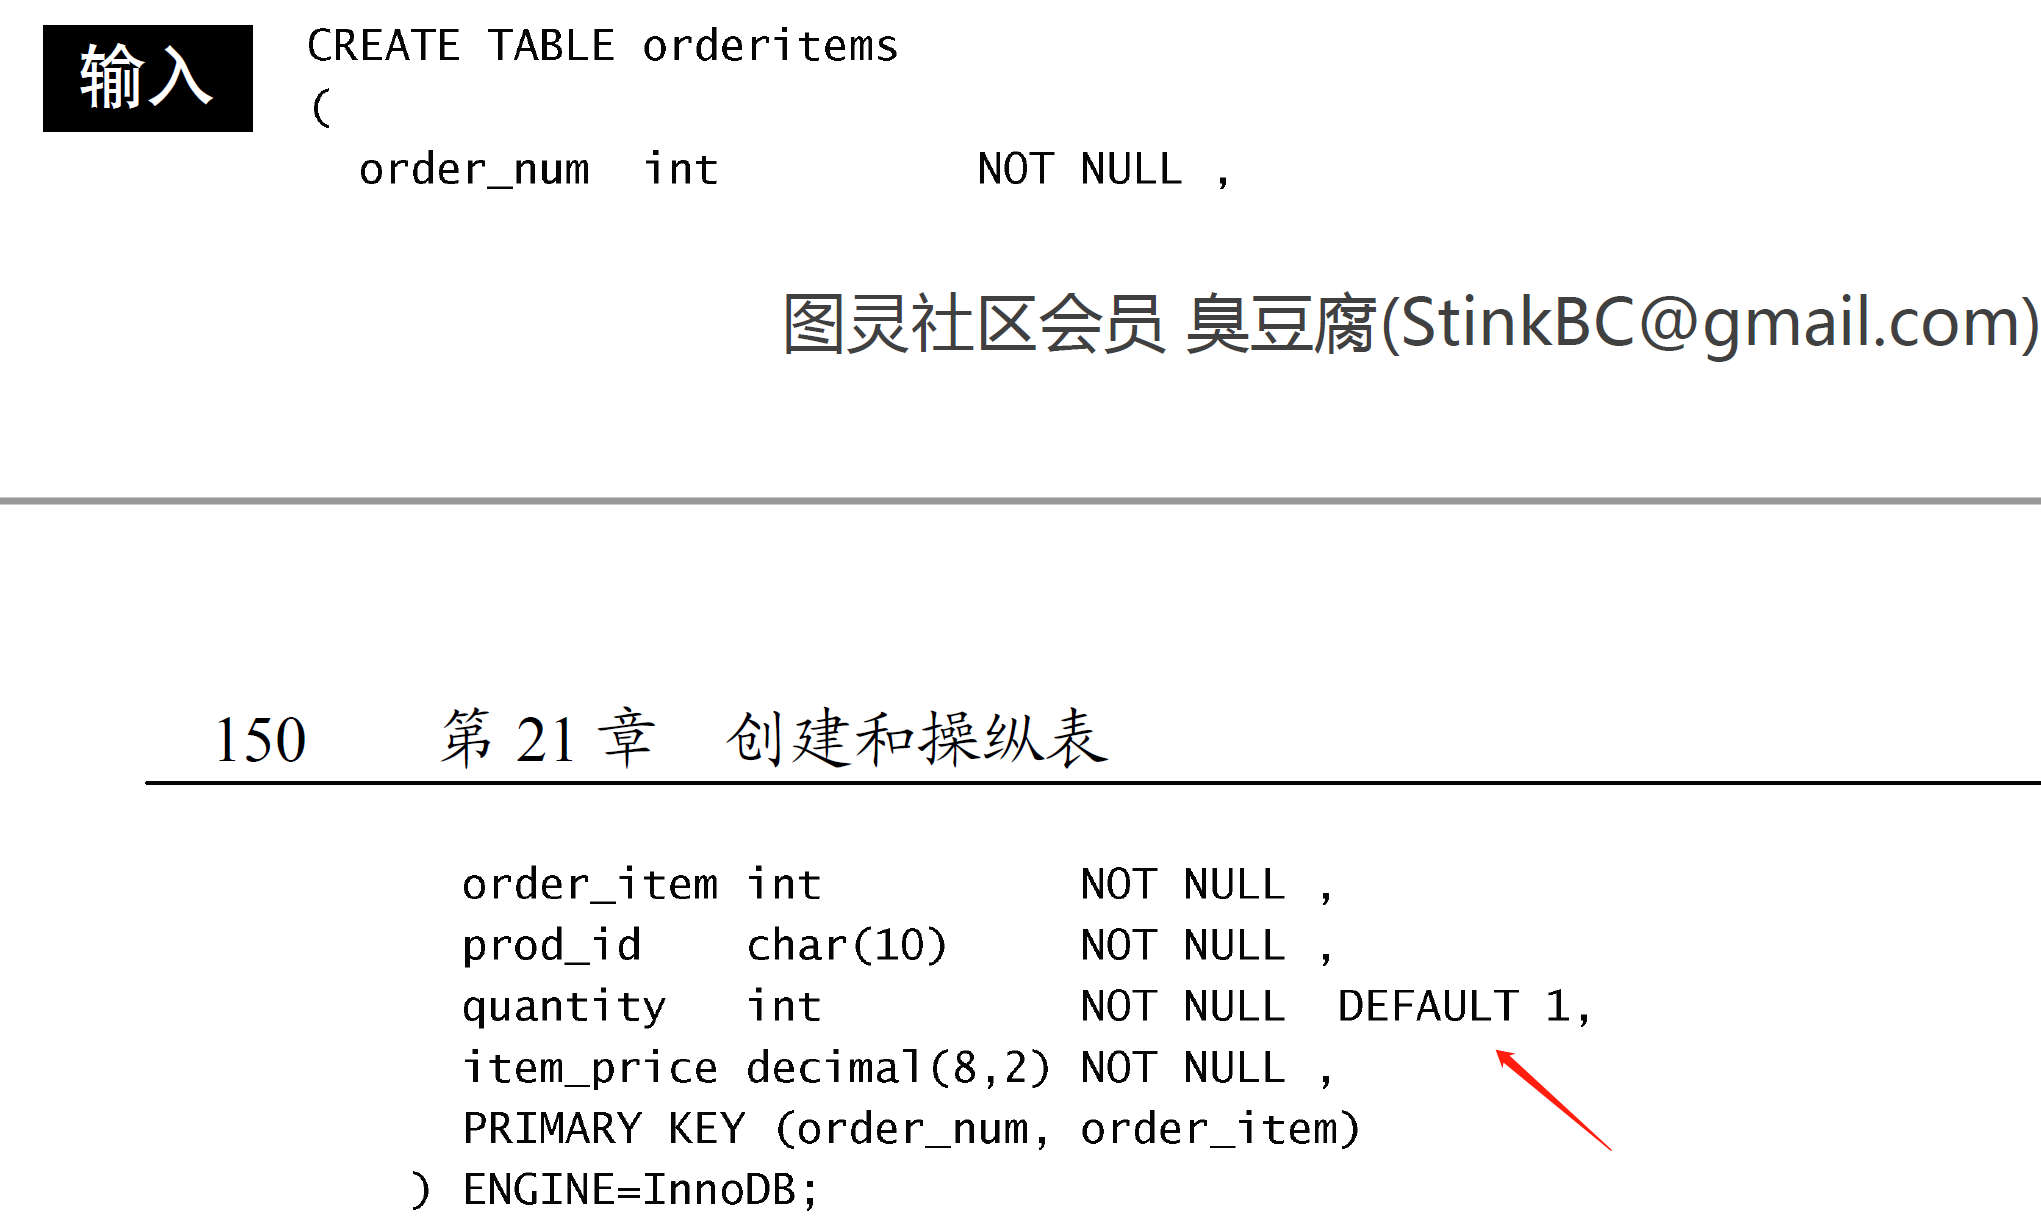 输入
CREATE TABLE orderitems
(
order_num int NOT NULL ,
图灵社区会员 臭豆腐(StinkBC@gmail.com)
150 第 21 章 创建和操纵表
order_item int NOT NULL ,
prod_id char(10) NOT NULL ,
quantity int NOT NULL DEFAULT 1,
item_price decimal(8,2) NOT NULL ,
PRIMARY KEY (order_num, order_item)
) ENGINE=InnoDB;